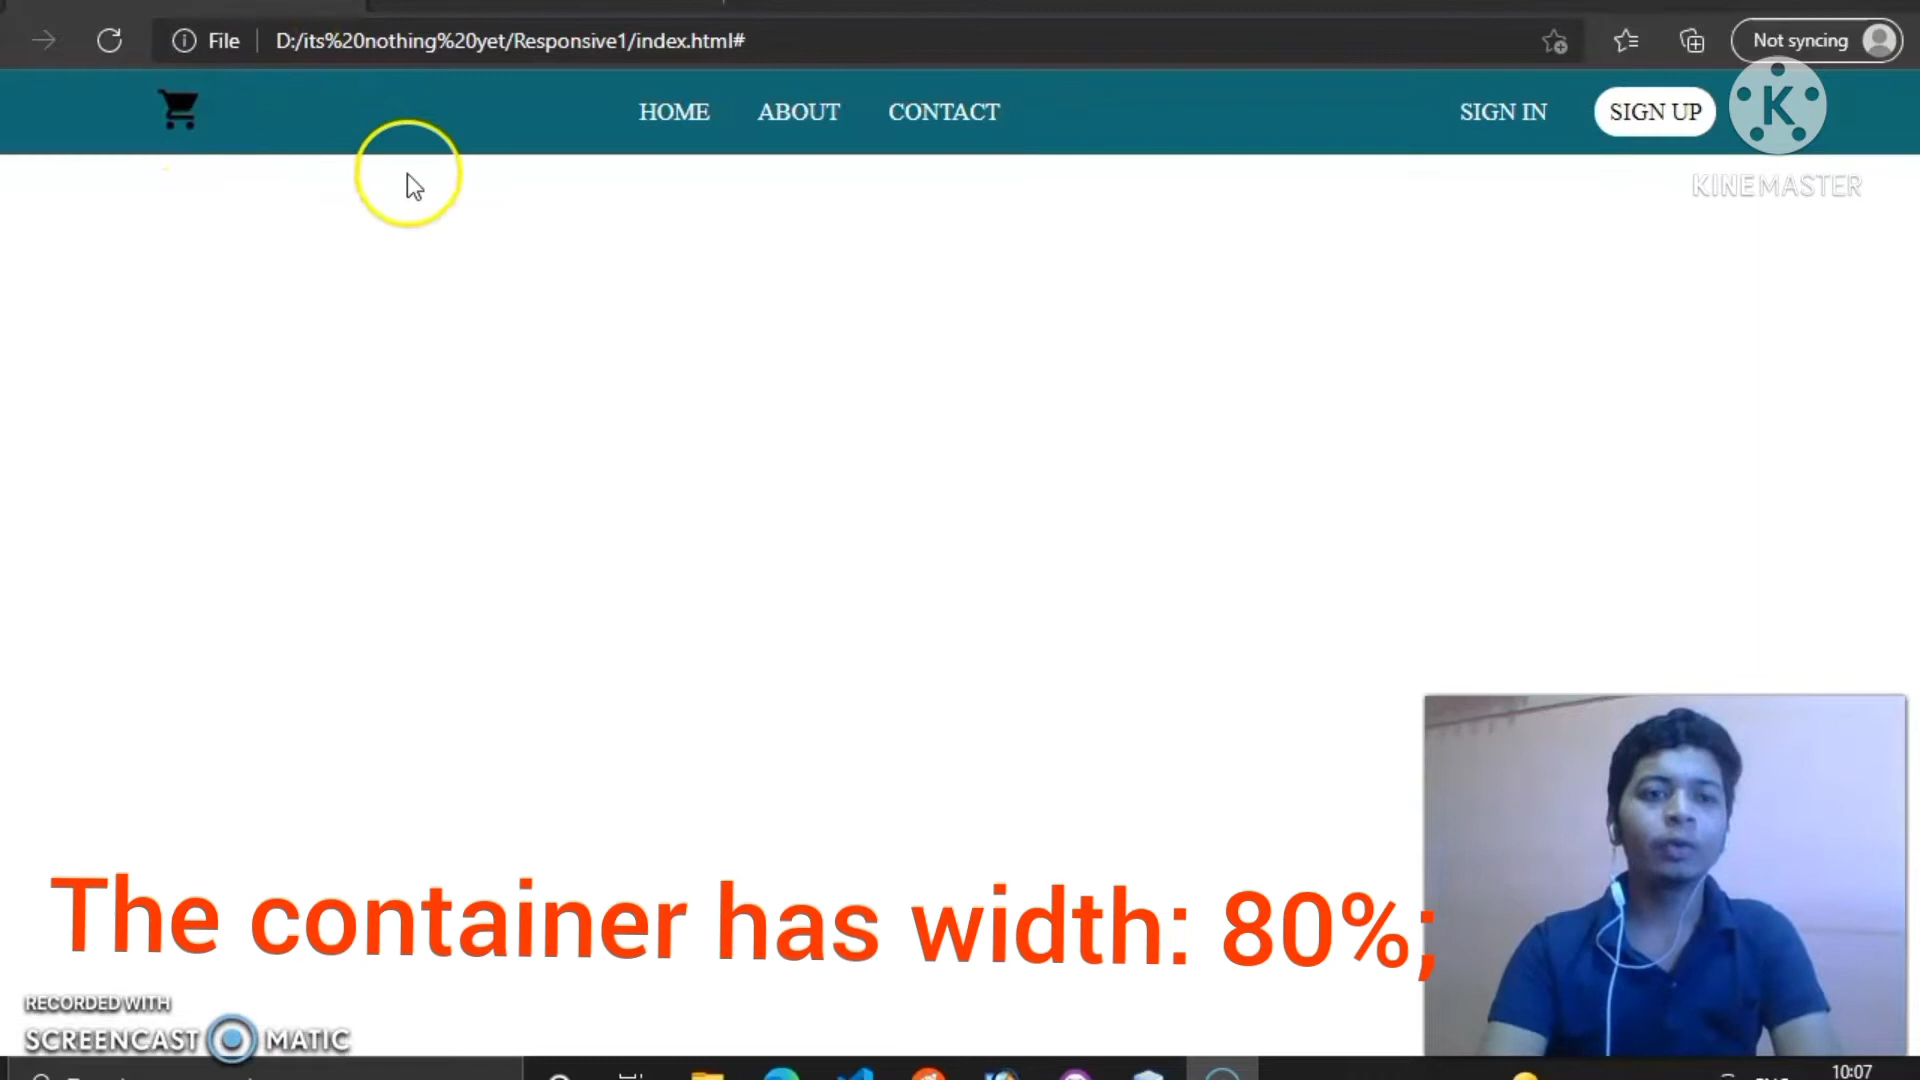 File
D:/its%20nothing%20yet/Responsive1/index.html#
Not syncing
HOME ABOUT CONTACT
SIGN IN SIGN UP
K
KINEMASTER
The container has width: 80%;
RECORDED WITH
SCREENCAST MATIC
10:07